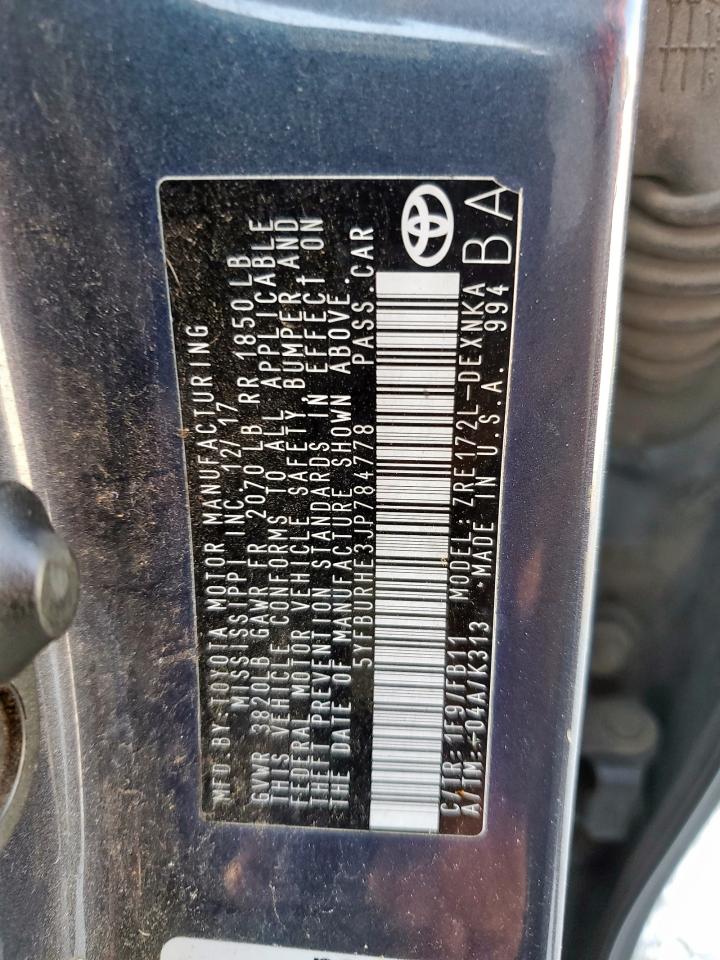 MFD. BY: TOYOTA MOTOR MANUFACTURING
MISSISSIPPI INC. 12/17
GVWR 3820LB GAWR FR 2070 LB RR 1850 LB
THIS VEHICLE CONFORMS TO ALL APPLICABLE
FEDERAL MOTOR VEHICLE SAFETY, BUMPER AND
THEFT PREVENTION STANDARDS IN EFFECT ON
THE DATE OF MANUFACTURE SHOWN ABOVE.
5YFBURHE3JP784778 PASS.CAR
C/TR: 1F9/FB11 MODEL: ZRE172L-DEXNKA
A/TM: -04A/K313 *MADE IN U.S.A. 994 BA